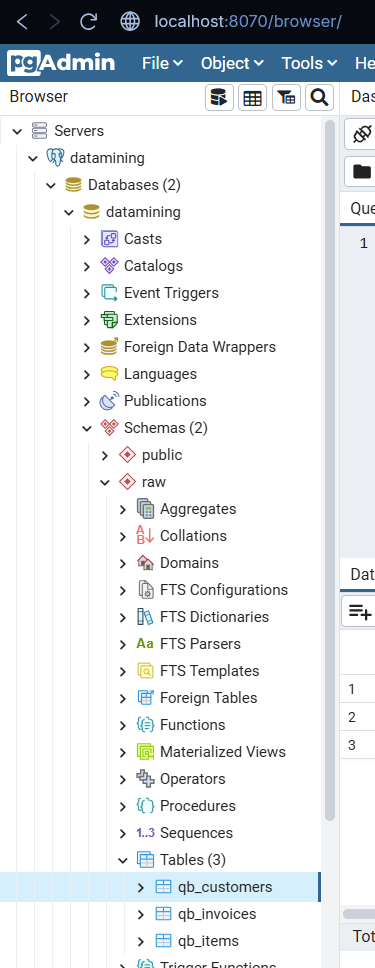 localhost:8070/browser/
pgAdmin File Object Tools He
Browser Das
Servers
datamining
Databases (2)
Que
datamining
1
Casts
Catalogs
Event Triggers
Extensions
Foreign Data Wrappers
Languages
Publications
Schemas (2)
public
raw
Aggregates
Collations
Domains
Dat
FTS Configurations
FTS Dictionaries
Aa FTS Parsers
FTS Templates
1
Foreign Tables
2
Functions
3
Materialized Views
Operators
Procedures
1..3 Sequences
Tables (3)
qb_customers
qb_invoices
qb_items
Tot
Trigger Functions